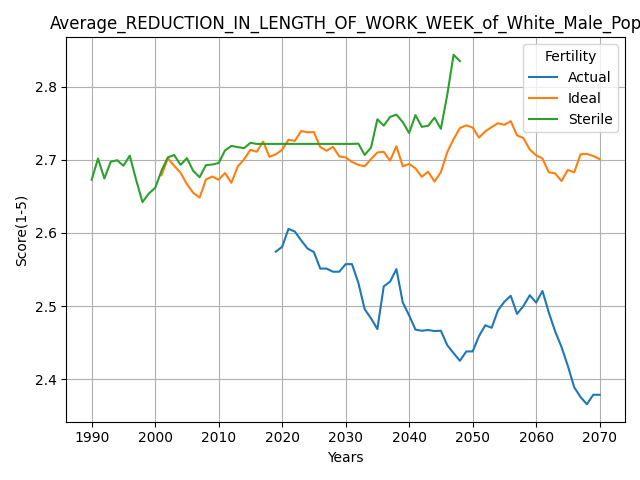 Average_REDUCTION_IN_LENGTH_OF_WORK_WEEK_of_White_Male_Pop
Fertility
Actual
Ideal
Sterile
Score(1-5)
2.8
2.7
2.6
2.5
2.4
1990 2000 2010 2020 2030 2040 2050 2060 2070
Years